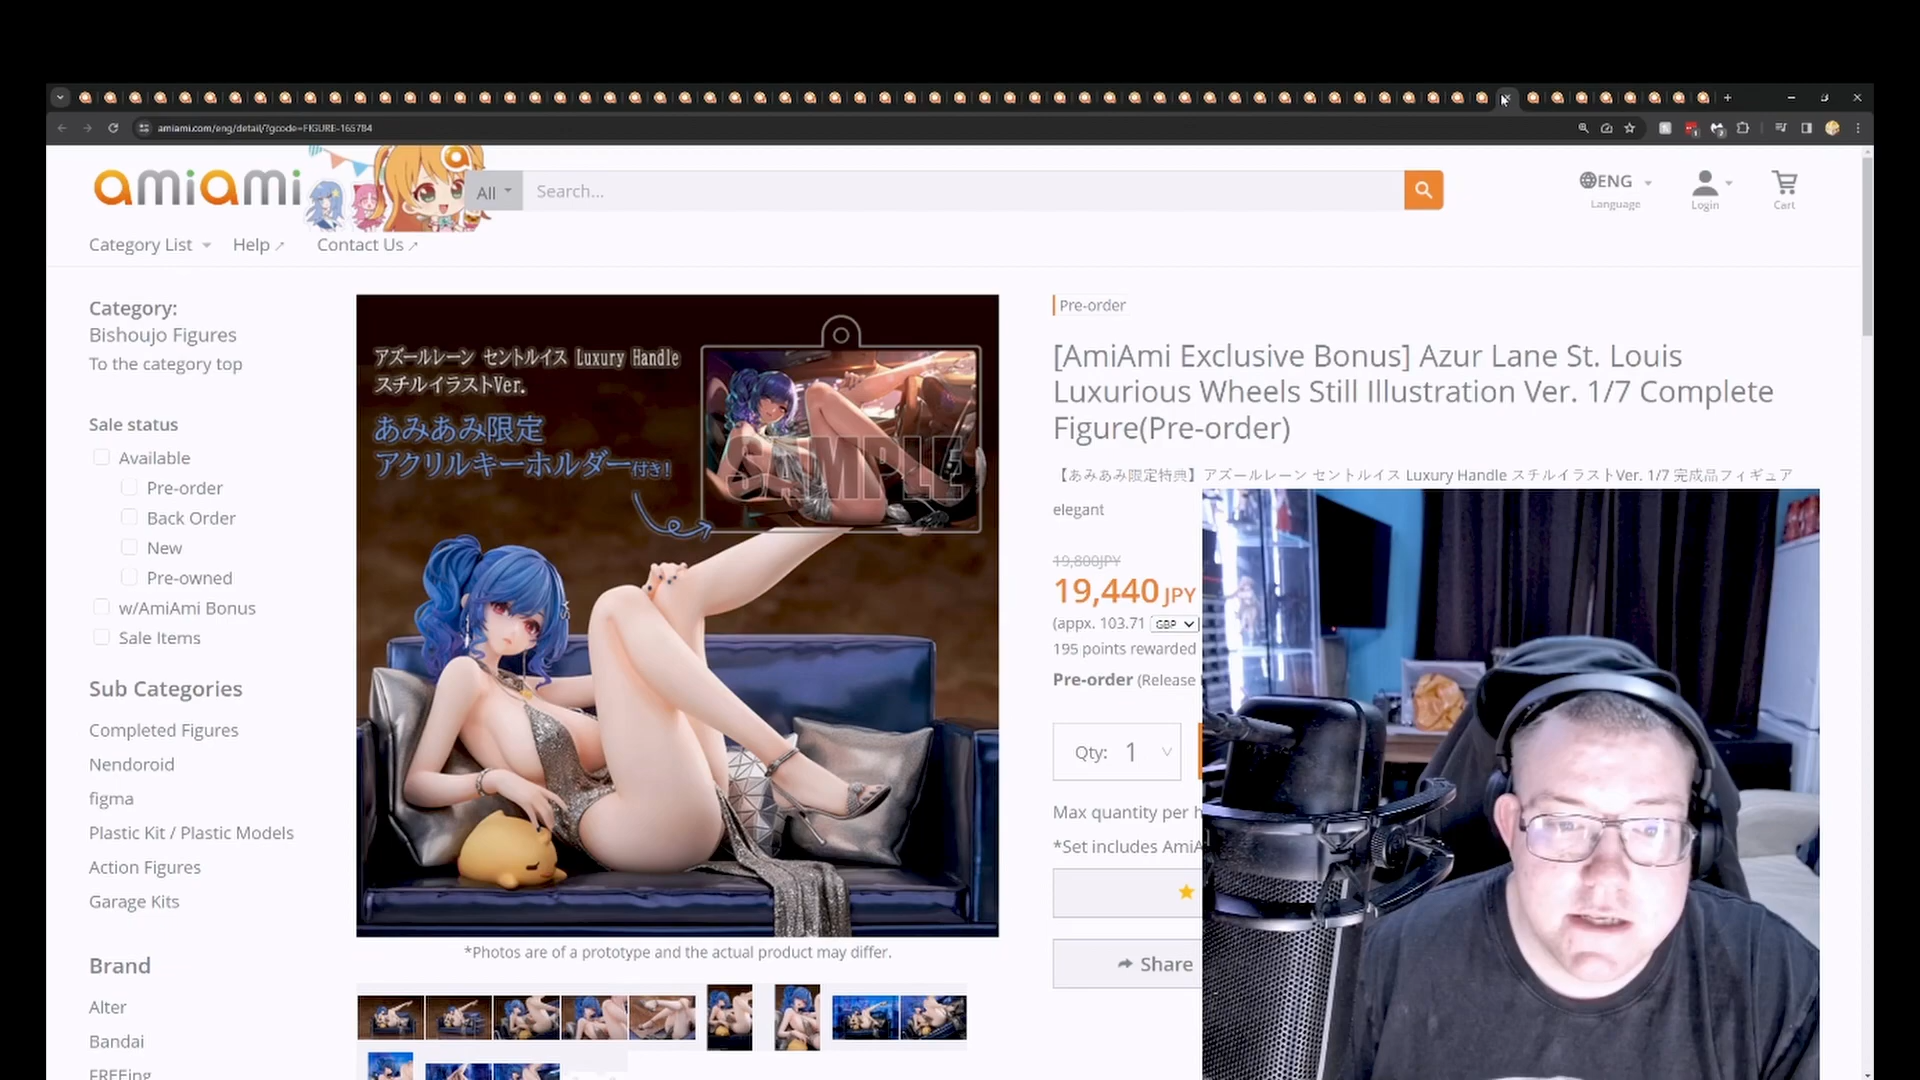 amiami.com/eng/detail/?gcode=FIGURE-165784
amiami
All
Search...
ENG
Language
Login
Cart
Category List
Help
Contact Us
Category:
Bishoujo Figures
To the category top
Sale status
Available
Pre-order
Back Order
New
Pre-owned
w/AmiAmi Bonus
Sale Items
Sub Categories
Completed Figures
Nendoroid
figma
Plastic Kit / Plastic Models
Action Figures
Garage Kits
Brand
Alter
Bandai
FREEing
アズールレーン セントルイス Luxury Handle
スチルイラストVer.
あみあみ限定
アクリルキーホルダー付き!
SAMPLE
*Photos are of a prototype and the actual product may differ.
Pre-order
[AmiAmi Exclusive Bonus] Azur Lane St. Louis
Luxurious Wheels Still Illustration Ver. 1/7 Complete
Figure(Pre-order)
【あみあみ限定特典】アズールレーン セントルイス Luxury Handle スチルイラストVer. 1/7 完成品フィギュア
elegant
19,800JPY
19,440 JPY
(appx. 103.71 GBP
195 points rewarded
Pre-order (Release
Qty: 1
Max quantity per h
*Set includes AmiA
Share